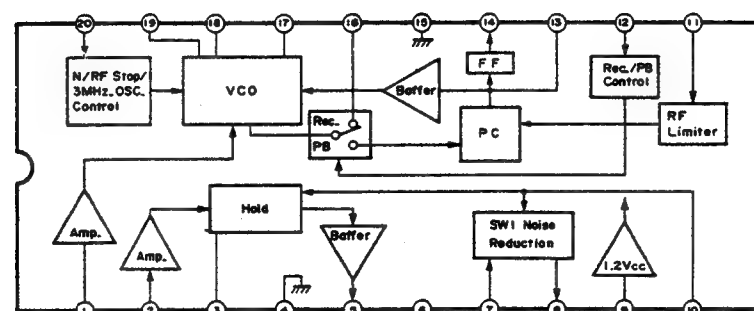 20 19 18 17 16 15 14 13 12 11
N/RF Stop/
3MHz.OSC.
Control
VCO
Buffer
FF
Rec./PB
Control
Rec.
PB
PC
RF
Limiter
Amp.
Amp.
Hold
Buffer
SW1 Noise
Reduction
1.2Vcc
1 2 3 4 5 6 7 8 9 10